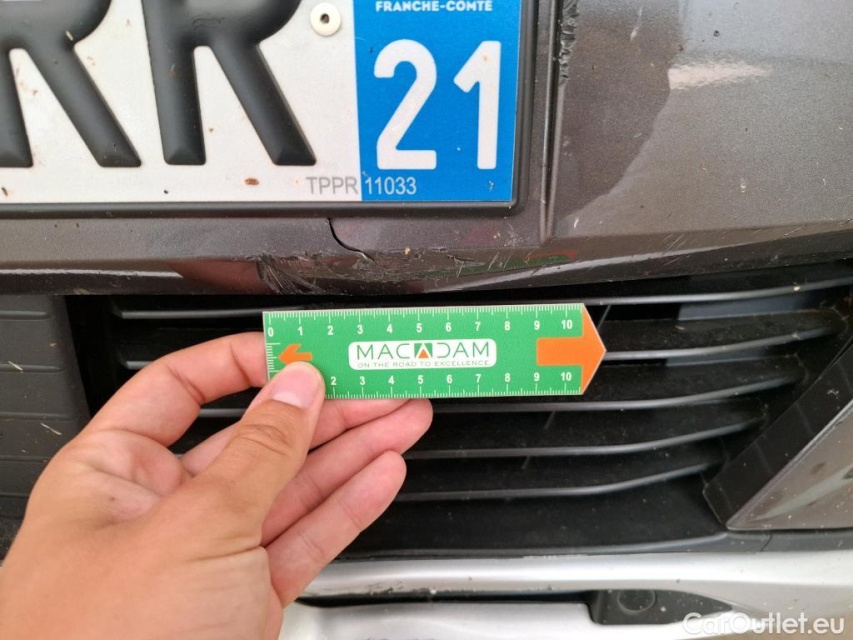 FRANCHE-COMTÉ
RR 21
TPPR 11033
0 1 2 3 4 5 6 7 8 9 10
MACADAM
ON THE ROAD TO EXCELLENCE
2 3 4 5 6 7 8 9 10
CarOutlet.eu